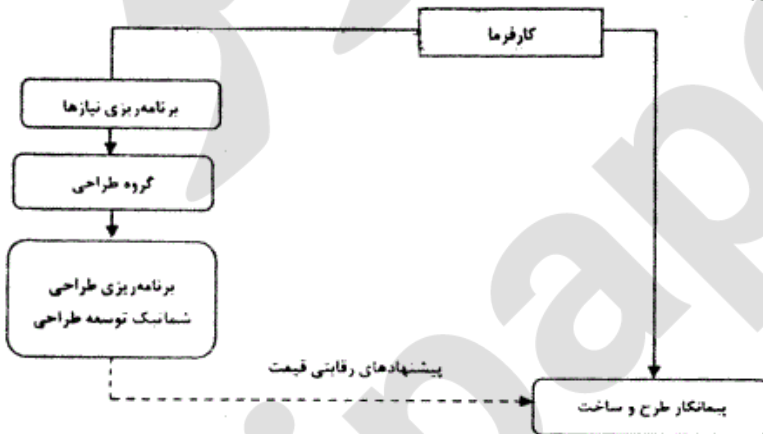 کارفرما
برنامه‌ریزی نیازها
گروه طراحی
برنامه‌ریزی طراحی
شماتیک توسعه طراحی
پیشنهادهای رقابتی قیمت
پیمانکار طرح و ساخت